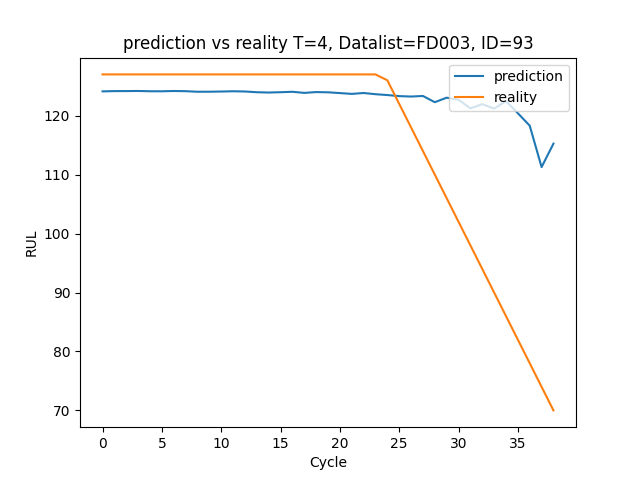 prediction vs reality T=4, Datalist=FD003, ID=93
prediction
reality
RUL
120
110
100
90
80
70
0 5 10 15 20 25 30 35
Cycle